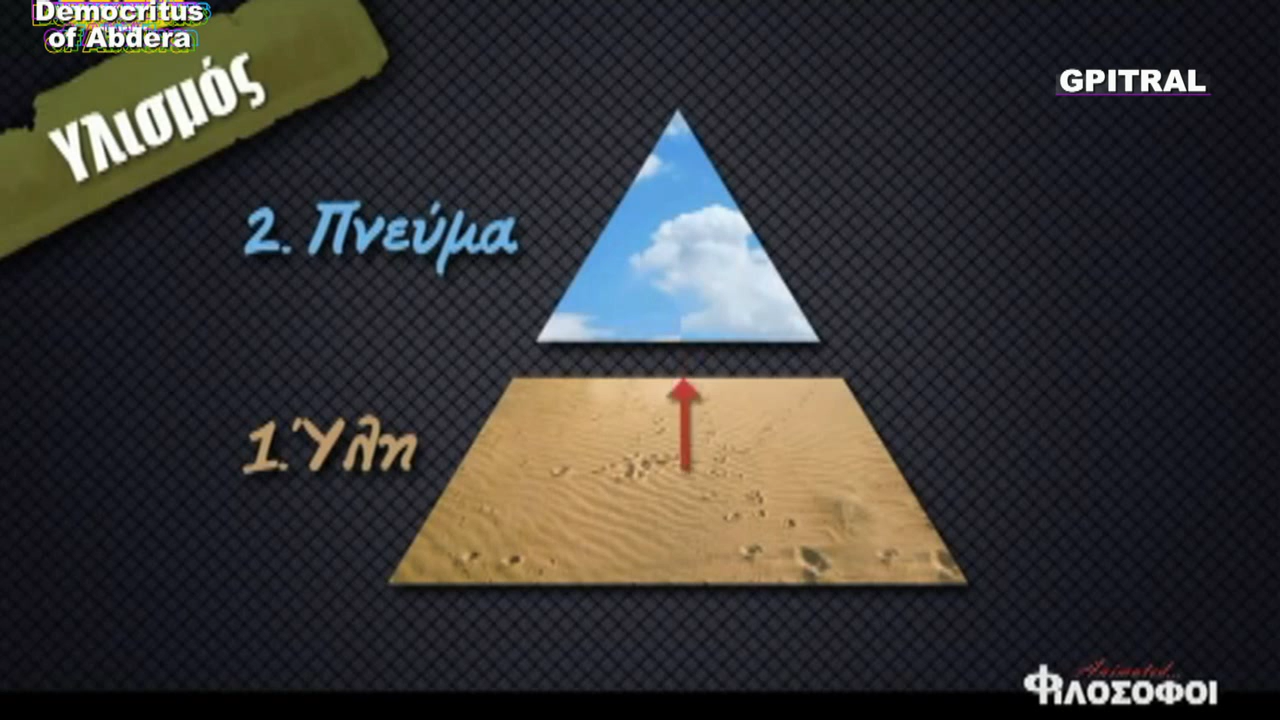 Democritus
of Abdera
Υλισμός
GPITRAL
2. Πνεύμα
1. Ύλη
Animated...
ΦΙΛΟΣΟΦΟΙ